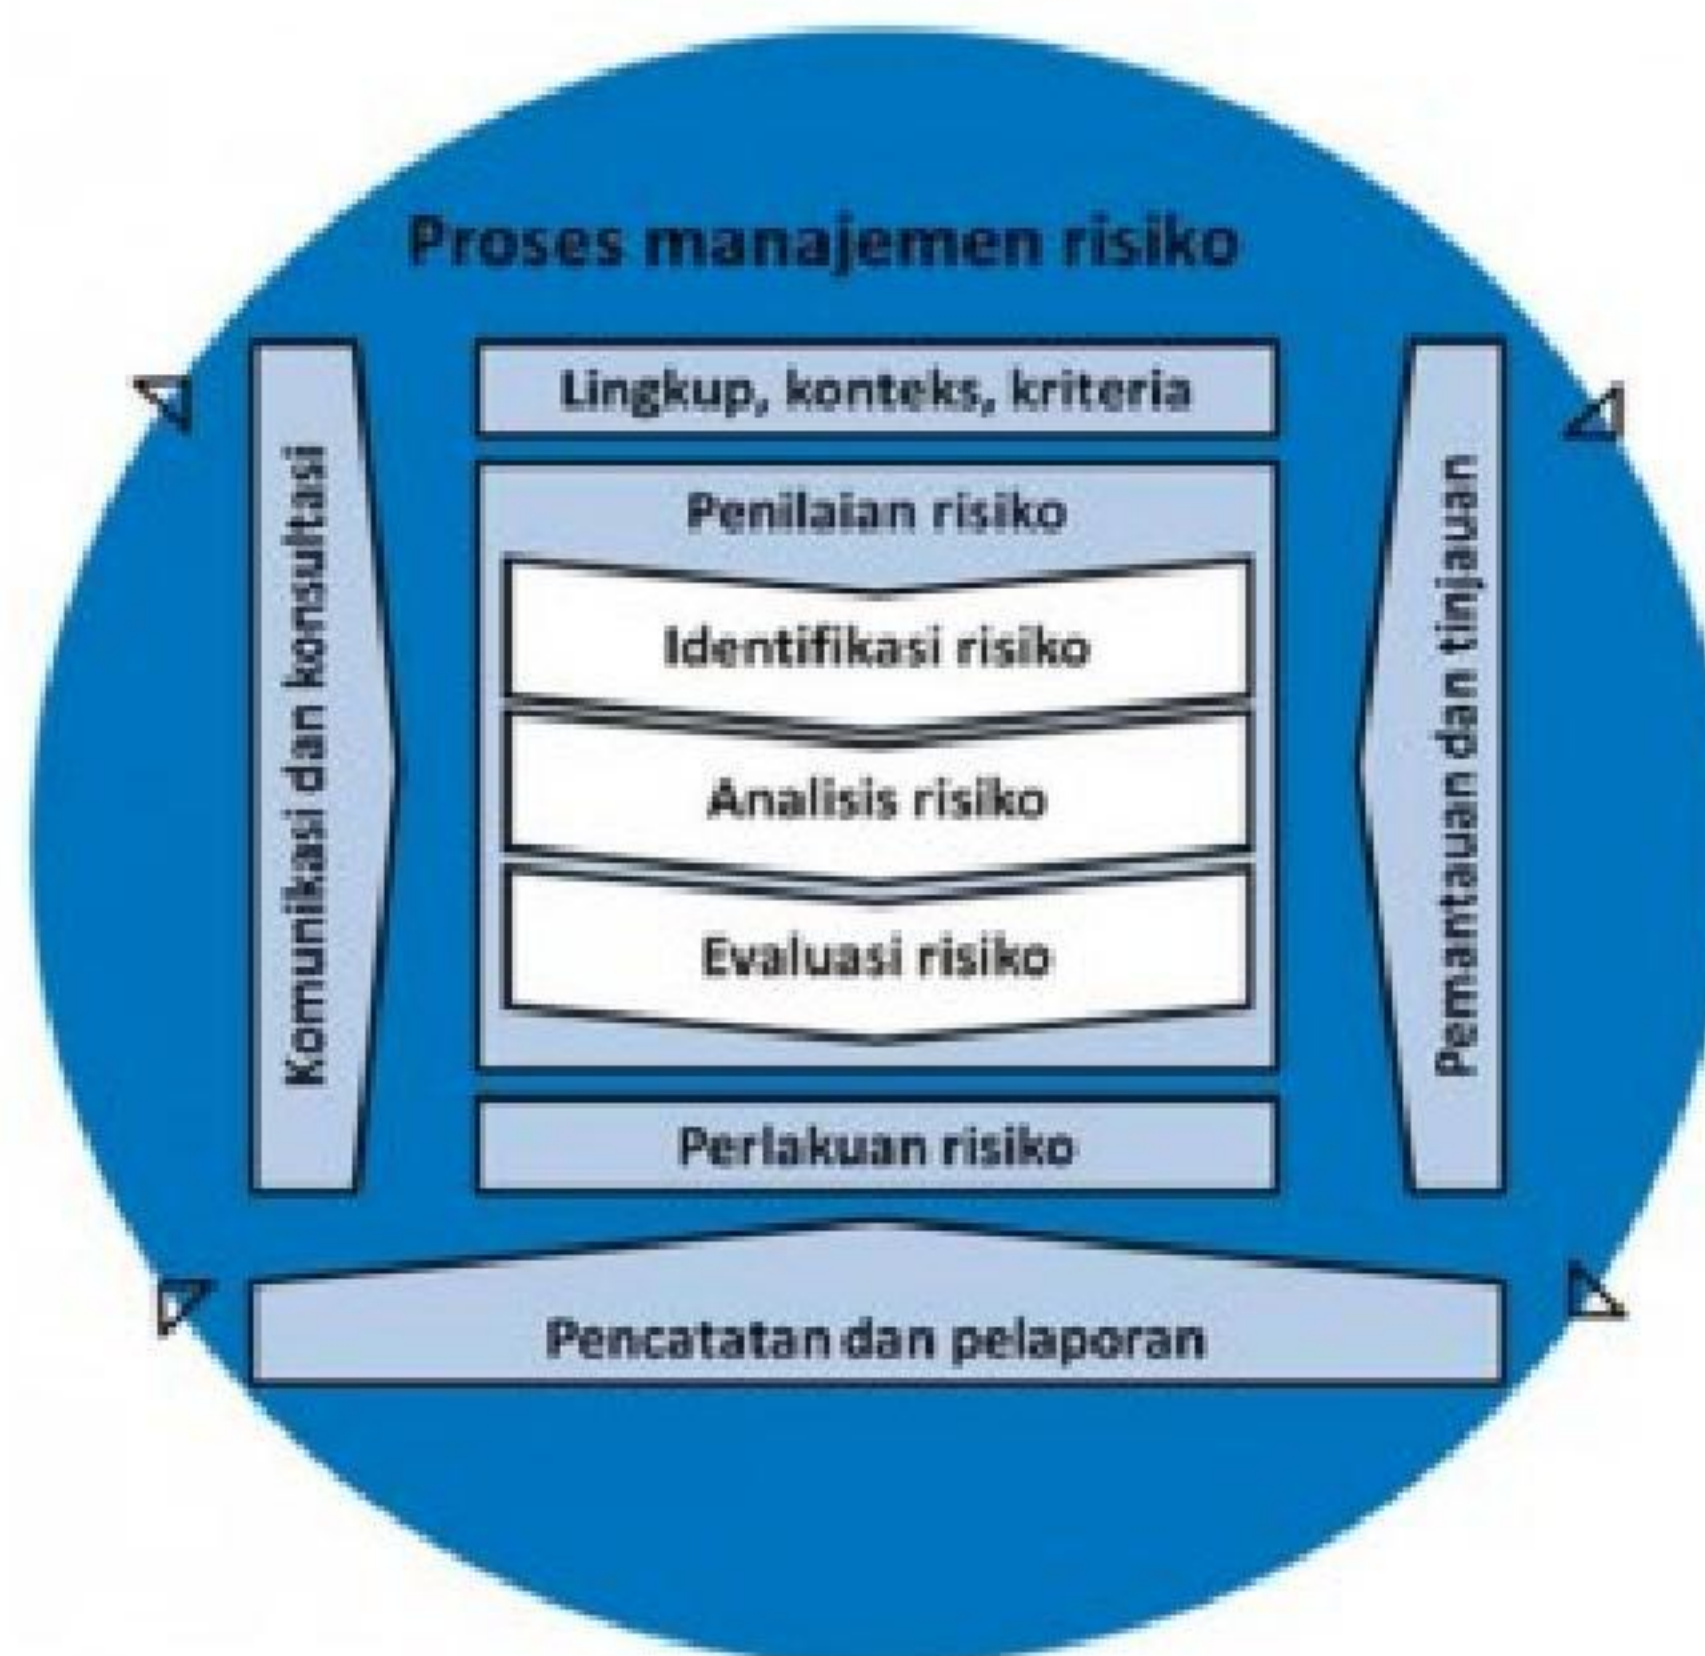 Proses manajemen risiko
Lingkup, konteks, kriteria
Komunikasi dan konsultasi
Penilaian risiko
Identifikasi risiko
Analisis risiko
Evaluasi risiko
Pemantauan dan tinjauan
Perlakuan risiko
Pencatatan dan pelaporan